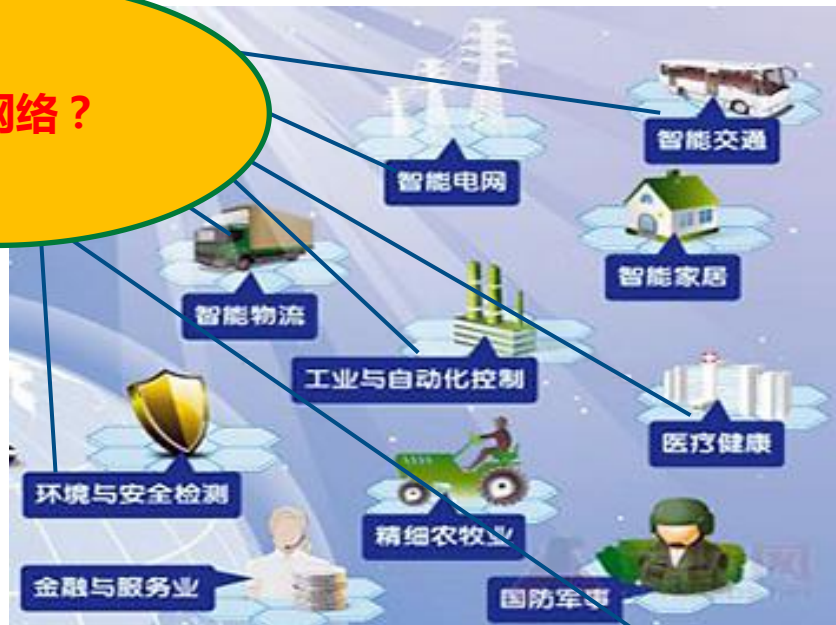 网络？
智能交通
智能电网
智能家居
智能物流
工业与自动化控制
医疗健康
环境与安全检测
精细农牧业
金融与服务业
国防军事
网